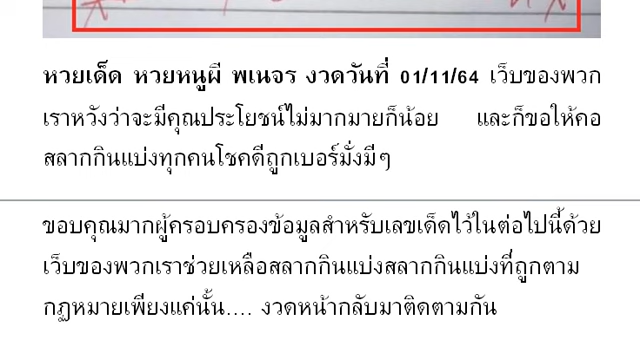 หวยเด็ด หวยหนูผี พเนจร งวดวันที่ 01/11/64 เว็บของพวก
เราหวังว่าจะมีคุณประโยชน์ไม่มากมายก็น้อย และก็ขอให้คอ
สลากกินแบ่งทุกคนโชคดีถูกเบอร์มั่งมีๆ
ขอบคุณมากผู้ครอบครองข้อมูลสำหรับเลขเด็ดไว้ในต่อไปนี้ด้วย
เว็บของพวกเราช่วยเหลือสลากกินแบ่งสลากกินแบ่งที่ถูกตาม
กฏหมายเพียงแค่นั้น.... งวดหน้ากลับมาติดตามกัน